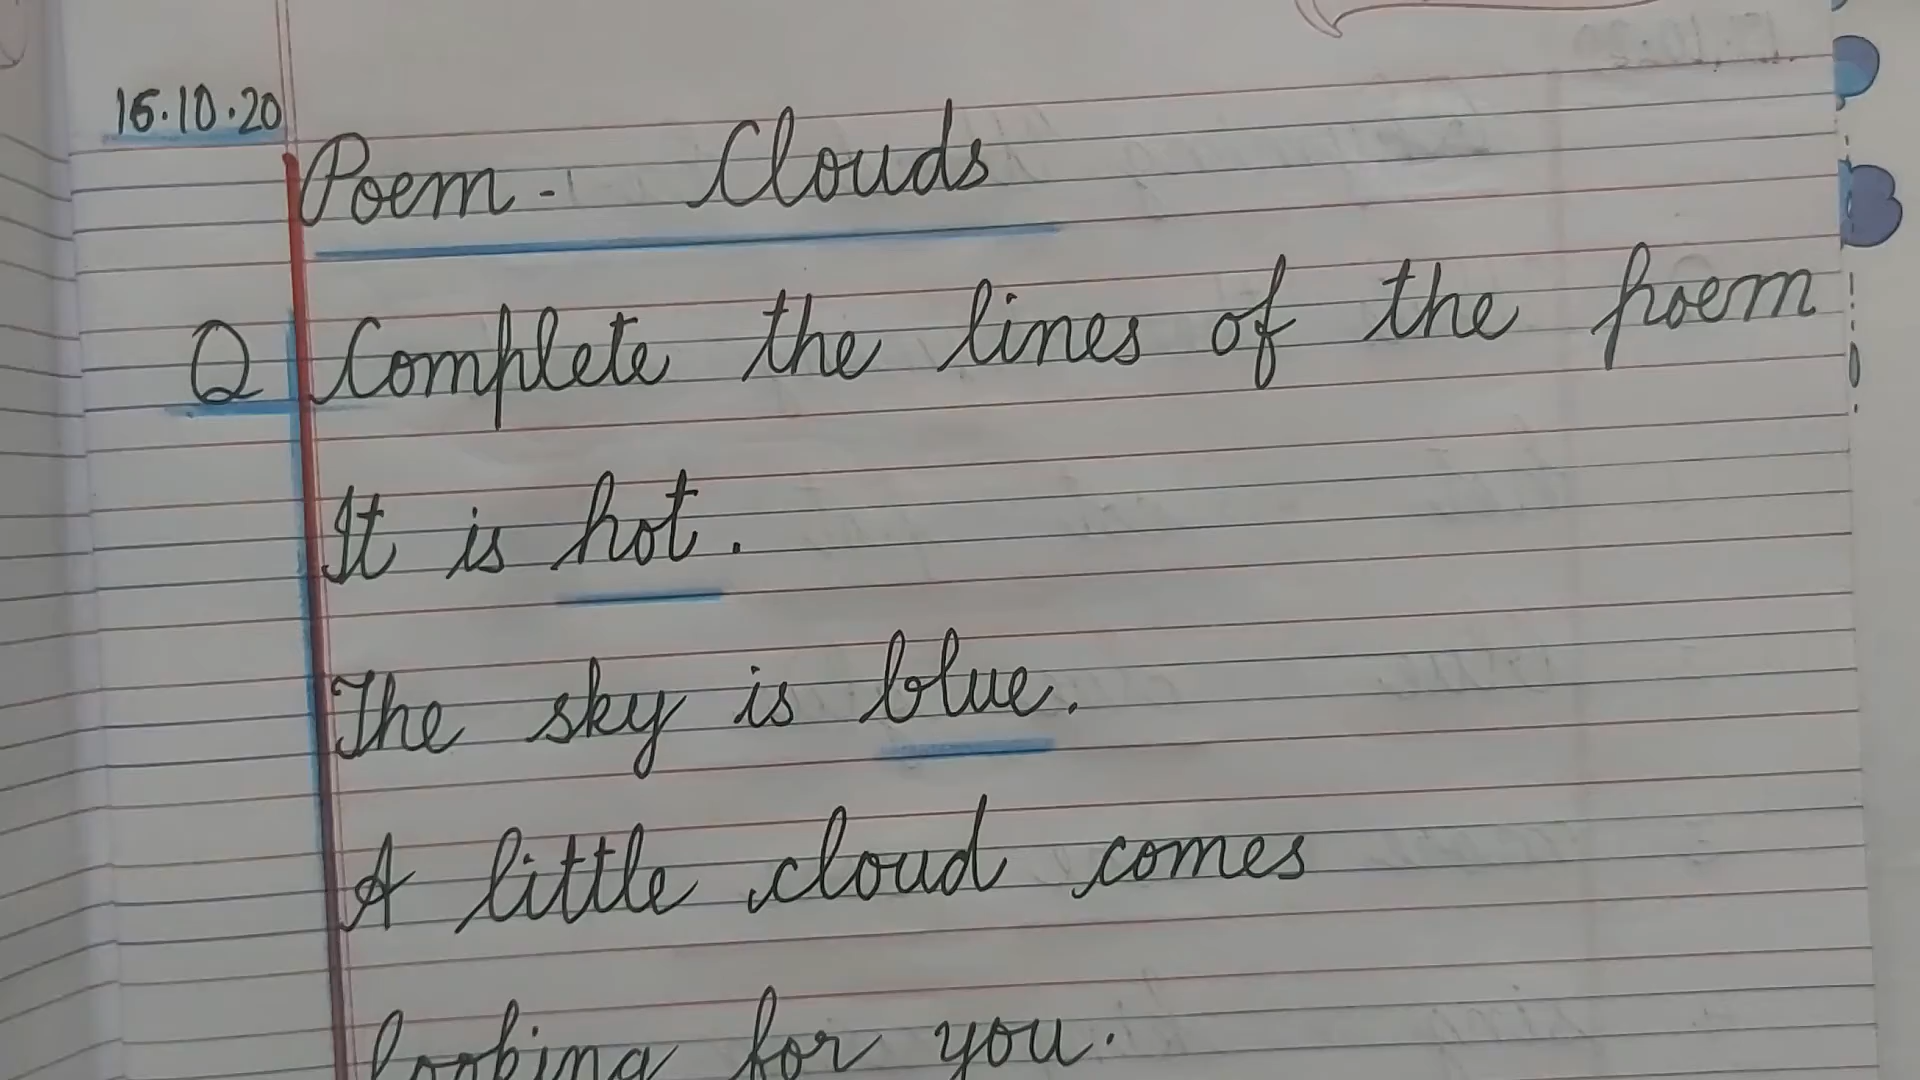 16.10.20
Poem - Clouds
Q Complete the lines of the poem
It is hot.
The sky is blue.
A little cloud comes
looking for you.